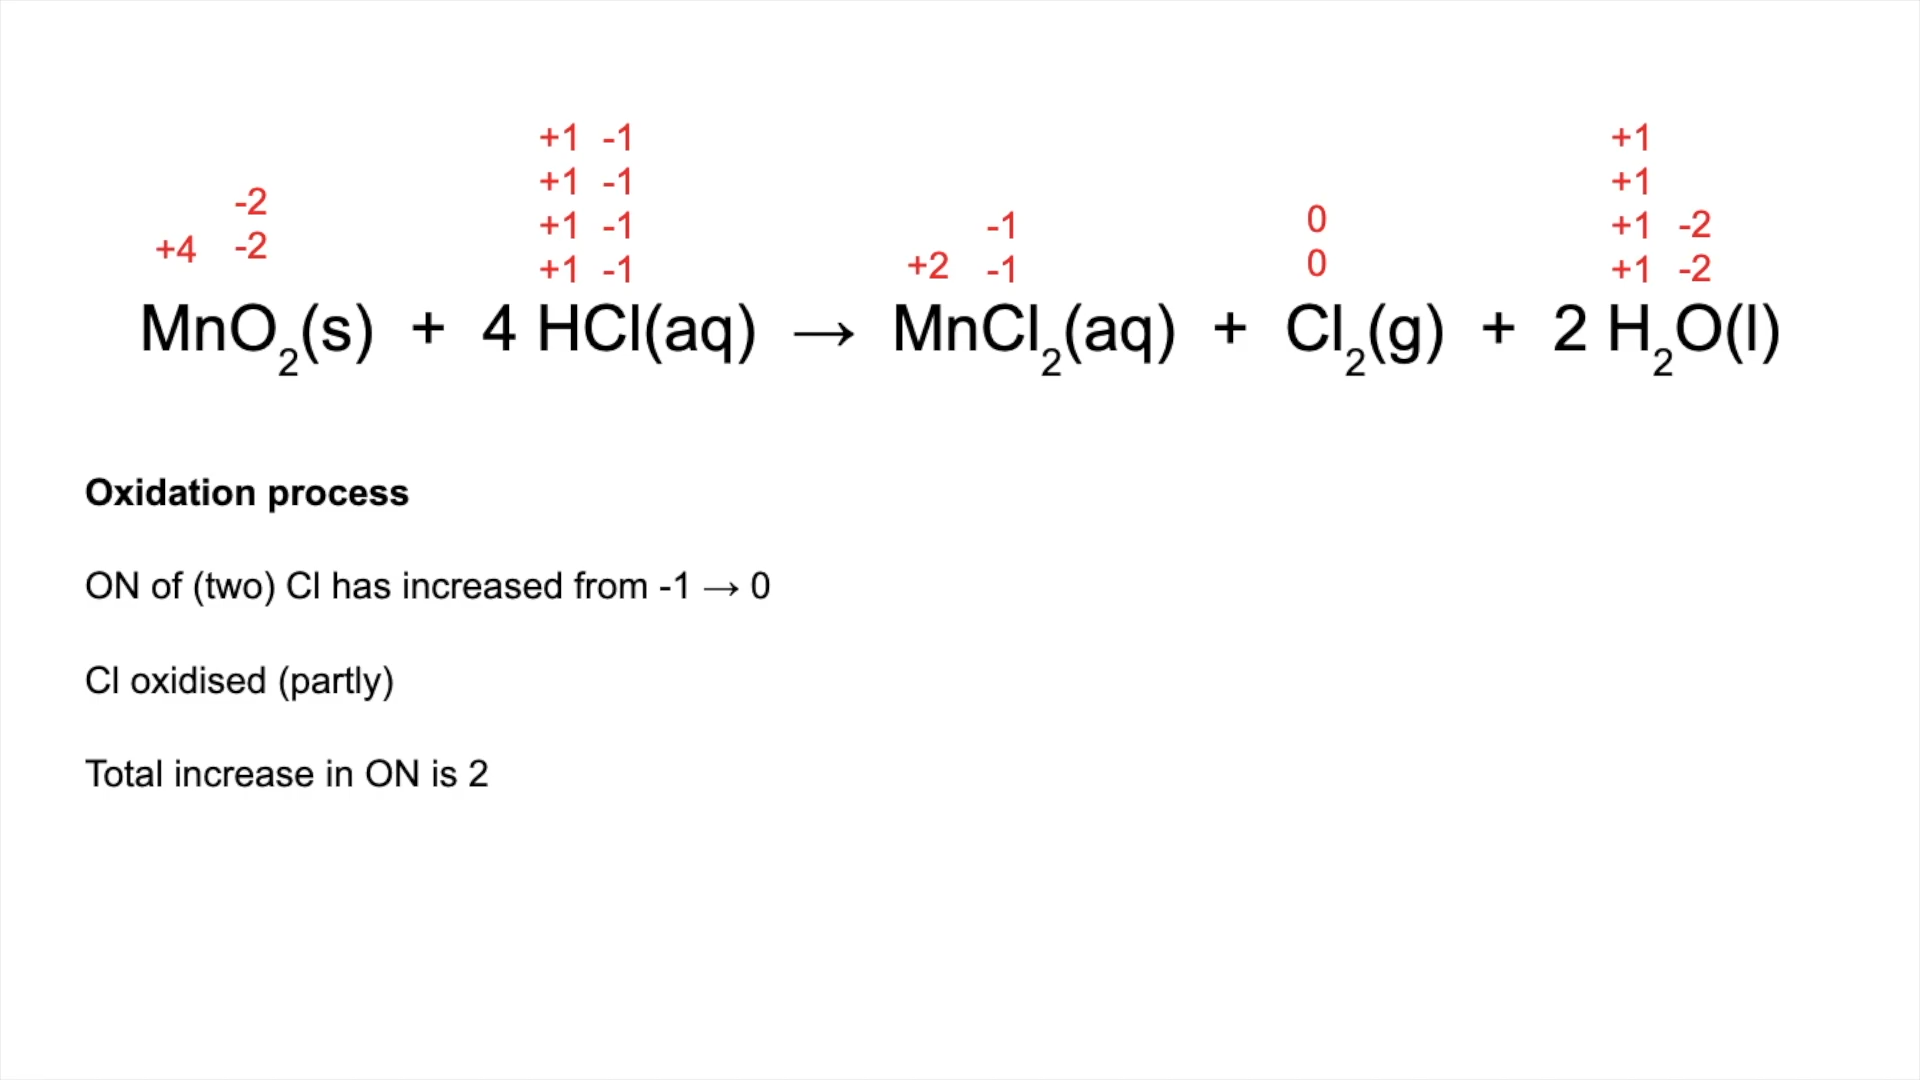 +1 -1 +1
+1 -1 +1
-2 +1 -1 -1 0 +1 -2
+4 -2 +1 -1 +2 -1 0 +1 -2
MnO₂(s) + 4 HCl(aq) → MnCl₂(aq) + Cl₂(g) + 2 H₂O(l)
Oxidation process
ON of (two) Cl has increased from -1 → 0
Cl oxidised (partly)
Total increase in ON is 2